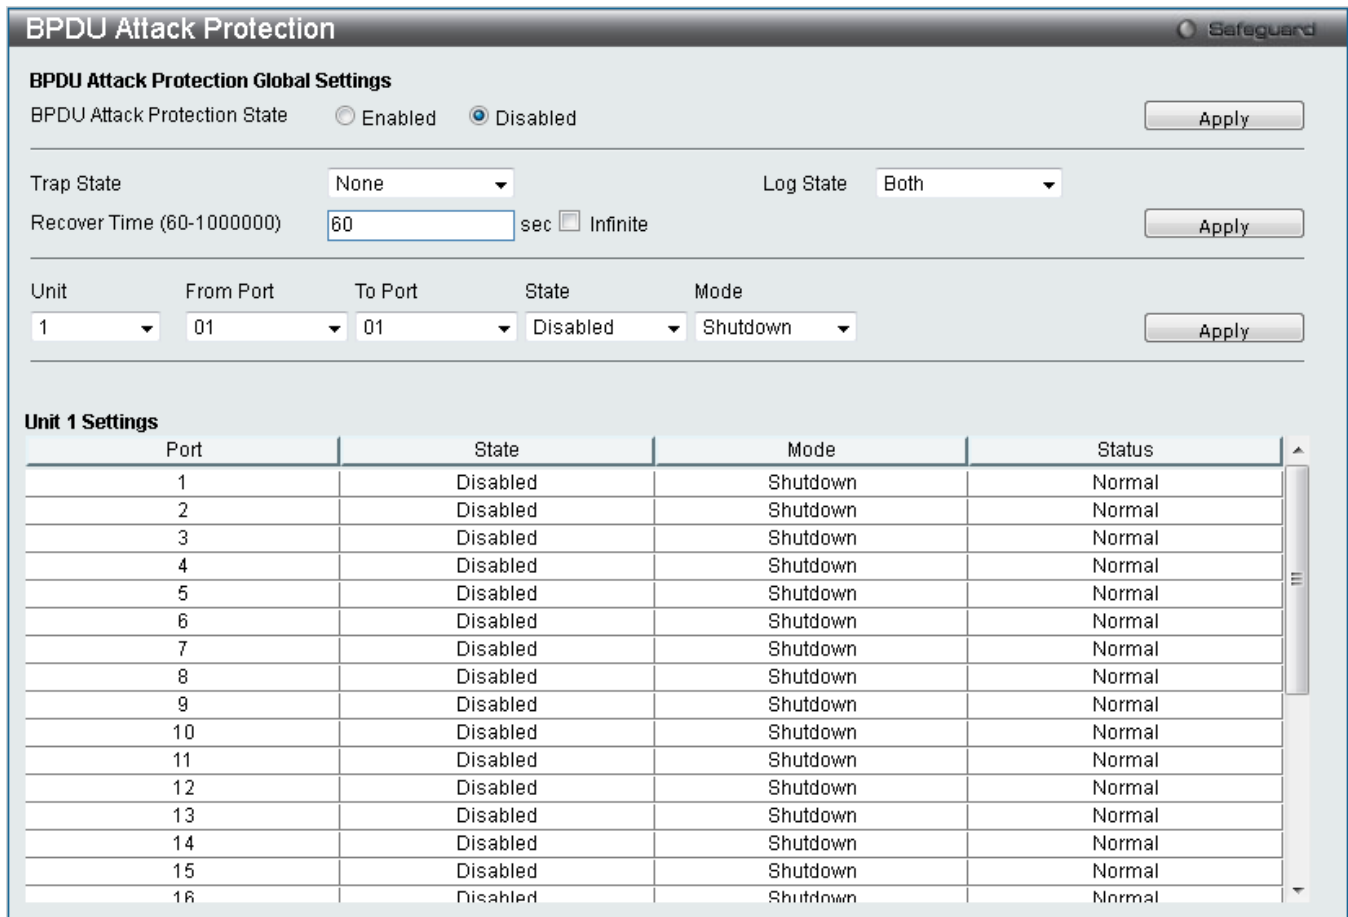 BPDU Attack Protection Safeguard
BPDU Attack Protection Global Settings
BPDU Attack Protection State Enabled Disabled Apply
Trap State None Log State Both
Recover Time (60-1000000) 60 sec Infinite Apply
Unit From Port To Port State Mode
1 01 01 Disabled Shutdown Apply
Unit 1 Settings
Port State Mode Status
1 Disabled Shutdown Normal
2 Disabled Shutdown Normal
3 Disabled Shutdown Normal
4 Disabled Shutdown Normal
5 Disabled Shutdown Normal
6 Disabled Shutdown Normal
7 Disabled Shutdown Normal
8 Disabled Shutdown Normal
9 Disabled Shutdown Normal
10 Disabled Shutdown Normal
11 Disabled Shutdown Normal
12 Disabled Shutdown Normal
13 Disabled Shutdown Normal
14 Disabled Shutdown Normal
15 Disabled Shutdown Normal
16 Disabled Shutdown Normal